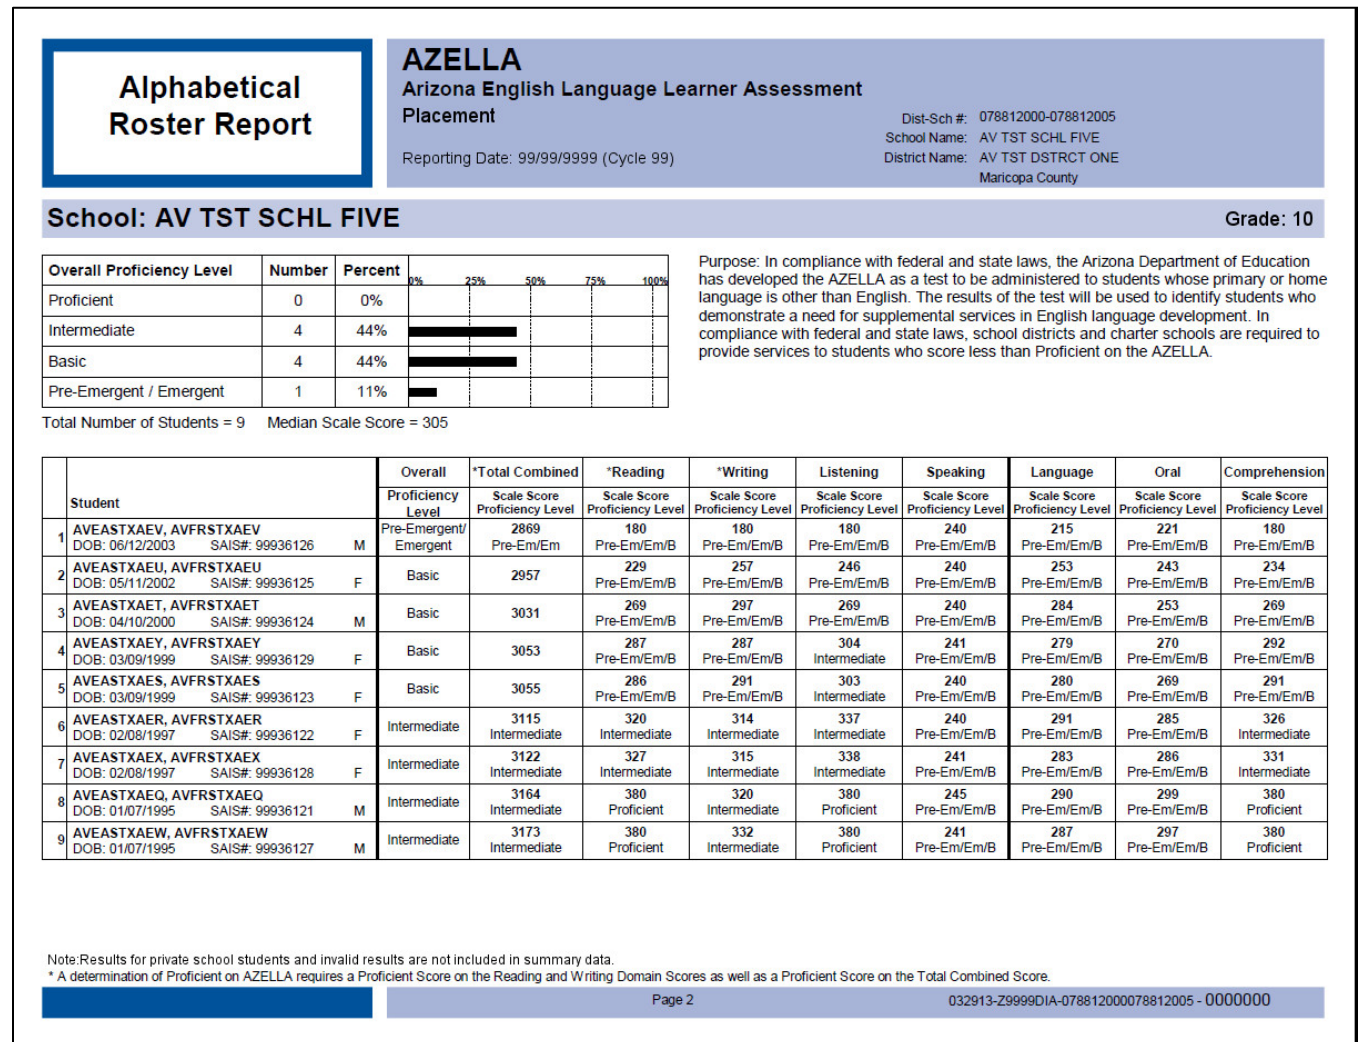 Alphabetical
Roster Report
AZELLA
Arizona English Language Learner Assessment
Placement
Reporting Date: 99/99/9999 (Cycle 99)
Dist-Sch #: 078812000-078812005
School Name: AV TST SCHL FIVE
District Name: AV TST DSTRCT ONE
Maricopa County
School: AV TST SCHL FIVE Grade: 10
Overall Proficiency Level Number Percent 0% 25% 50% 75% 100%
Proficient 0 0%
Intermediate 4 44%
Basic 4 44%
Pre-Emergent / Emergent 1 11%
Total Number of Students = 9 Median Scale Score = 305
Purpose: In compliance with federal and state laws, the Arizona Department of Education
has developed the AZELLA as a test to be administered to students whose primary or home
language is other than English. The results of the test will be used to identify students who
demonstrate a need for supplemental services in English language development. In
compliance with federal and state laws, school districts and charter schools are required to
provide services to students who score less than Proficient on the AZELLA.
Overall *Total Combined *Reading *Writing Listening Speaking Language Oral Comprehension
Student Proficiency Scale Score Scale Score Scale Score Scale Score Scale Score Scale Score Scale Score Scale Score
Level Proficiency Level Proficiency Level Proficiency Level Proficiency Level Proficiency Level Proficiency Level Proficiency Level Proficiency Level
1 AVEASTXAEV, AVFRSTXAEV Pre-Emergent/ 2869 180 180 180 240 215 221 180
DOB: 06/12/2003 SAIS#: 99936126 M Emergent Pre-Em/Em Pre-Em/Em/B Pre-Em/Em/B Pre-Em/Em/B Pre-Em/Em/B Pre-Em/Em/B Pre-Em/Em/B Pre-Em/Em/B
2 AVEASTXAEU, AVFRSTXAEU Basic 2957 229 257 246 240 253 243 234
DOB: 05/11/2002 SAIS#: 99936125 F Pre-Em/Em/B Pre-Em/Em/B Pre-Em/Em/B Pre-Em/Em/B Pre-Em/Em/B Pre-Em/Em/B Pre-Em/Em/B
3 AVEASTXAET, AVFRSTXAET Basic 3031 269 297 269 240 284 253 269
DOB: 04/10/2000 SAIS#: 99936124 M Pre-Em/Em/B Pre-Em/Em/B Pre-Em/Em/B Pre-Em/Em/B Pre-Em/Em/B Pre-Em/Em/B Pre-Em/Em/B
4 AVEASTXAEY, AVFRSTXAEY Basic 3053 287 287 304 241 279 270 292
DOB: 03/09/1999 SAIS#: 99936129 F Pre-Em/Em/B Pre-Em/Em/B Intermediate Pre-Em/Em/B Pre-Em/Em/B Pre-Em/Em/B Pre-Em/Em/B
5 AVEASTXAES, AVFRSTXAES Basic 3055 286 291 303 240 280 269 291
DOB: 03/09/1999 SAIS#: 99936123 F Pre-Em/Em/B Pre-Em/Em/B Intermediate Pre-Em/Em/B Pre-Em/Em/B Pre-Em/Em/B Pre-Em/Em/B
6 AVEASTXAER, AVFRSTXAER Intermediate 3115 320 314 337 240 291 285 326
DOB: 02/08/1997 SAIS#: 99936122 F Intermediate Intermediate Intermediate Intermediate Pre-Em/Em/B Pre-Em/Em/B Pre-Em/Em/B Intermediate
7 AVEASTXAEX, AVFRSTXAEX Intermediate 3122 327 315 338 241 283 286 331
DOB: 02/08/1997 SAIS#: 99936128 F Intermediate Intermediate Intermediate Intermediate Pre-Em/Em/B Pre-Em/Em/B Pre-Em/Em/B Intermediate
8 AVEASTXAEQ, AVFRSTXAEQ Intermediate 3164 380 320 380 245 290 299 380
DOB: 01/07/1995 SAIS#: 99936121 M Intermediate Proficient Intermediate Proficient Pre-Em/Em/B Pre-Em/Em/B Pre-Em/Em/B Proficient
9 AVEASTXAEW, AVFRSTXAEW Intermediate 3173 380 332 380 241 287 297 380
DOB: 01/07/1995 SAIS#: 99936127 M Intermediate Proficient Intermediate Proficient Pre-Em/Em/B Pre-Em/Em/B Pre-Em/Em/B Proficient
Note:Results for private school students and invalid results are not included in summary data.
* A determination of Proficient on AZELLA requires a Proficient Score on the Reading and Writing Domain Scores as well as a Proficient Score on the Total Combined Score.
Page 2 032913-Z9999DIA-078812000078812005 - 0000000